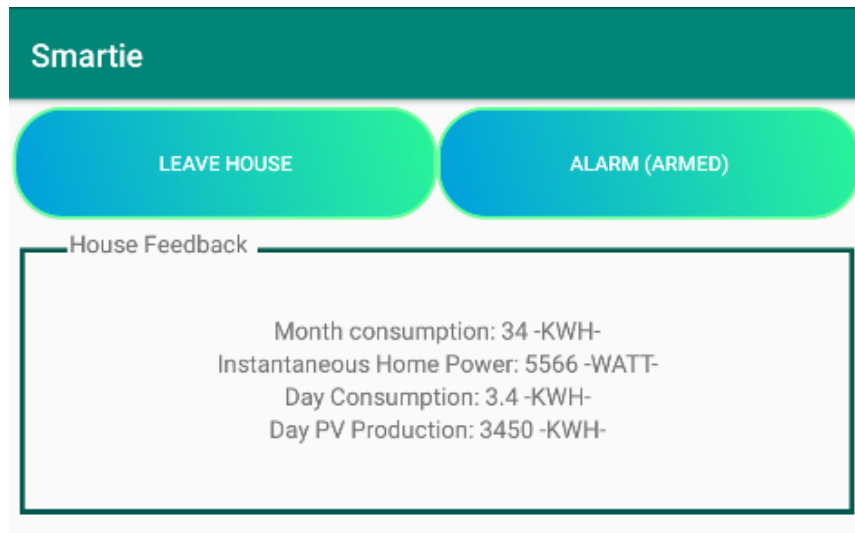 Smartie
LEAVE HOUSE
ALARM (ARMED)
House Feedback
Month consumption: 34 -KWH-
Instantaneous Home Power: 5566 -WATT-
Day Consumption: 3.4 -KWH-
Day PV Production: 3450 -KWH-